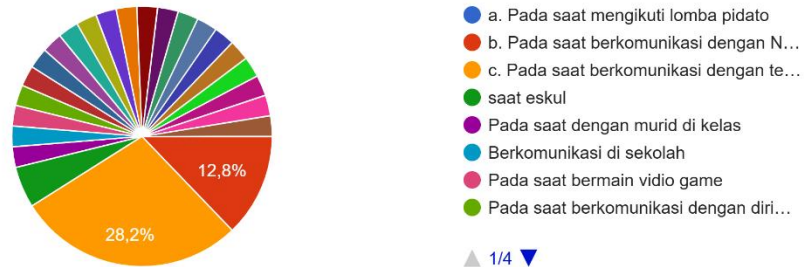 a. Pada saat mengikuti lomba pidato
b. Pada saat berkomunikasi dengan N…
c. Pada saat berkomunikasi dengan te…
saat eskul
Pada saat dengan murid di kelas
Berkomunikasi di sekolah
Pada saat bermain vidio game
Pada saat berkomunikasi dengan diri…
12,8%
28,2%
1/4